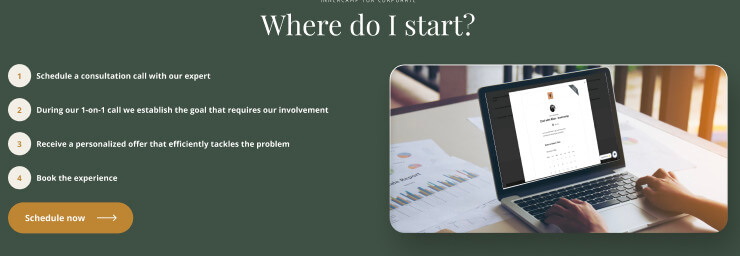 Where do I start?
1 Schedule a consultation call with our expert
2 During our 1-on-1 call we establish the goal that requires our involvement
3 Receive a personalized offer that efficiently tackles the problem
4 Book the experience
Schedule now